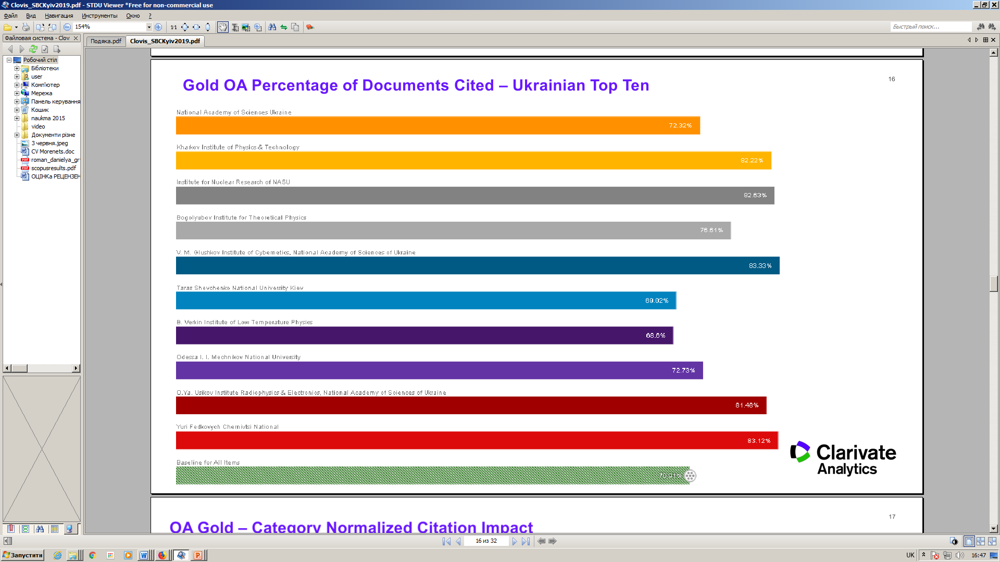 Clovis_SBCKyiv2019.pdf - STDU Viewer *Free for non-commercial use
Файл Вид Навигация Инструменты Окно ?
154%
1:1
Быстрый поиск...
Файловая система - Clov
Подяка.pdf
Clovis_SBCKyiv2019.pdf
Робочий стіл
Бібліотеки
user
Комп'ютер
Мережа
Панель керування
Кошик
naukma 2015
video
Документи різне
3 червня.jpeg
CV Morenets.doc
roman_danielya_gr
scopusresults.pdf
ОЦІНКа РЕЦЕНЗЕН
16
Gold OA Percentage of Documents Cited – Ukrainian Top Ten
National Academy of Sciences Ukraine
72.32%
Kharkov Institute of Physics & Technology
82.22%
Institute for Nuclear Research of NASU
82.63%
Bogolyubov Institute for Theoretical Physics
76.61%
V. M. Glushkov Institute of Cybernetics, National Academy of Sciences of Ukraine
83.33%
Taras Shevchenko National University Kiev
69.02%
B. Verkin Institute of Low Temperature Physics
68.6%
Odessa I. I. Mechnikov National University
72.73%
O.Ya. Usikov Institute Radiophysics & Electronics, National Academy of Sciences of Ukraine
81.48%
Yuri Fedkovych Chernivtsi National
83.12%
Baseline for All Items
70.91%
Clarivate
Analytics
17
OA Gold – Category Normalized Citation Impact
16 из 32
Запустити
UK
16:47